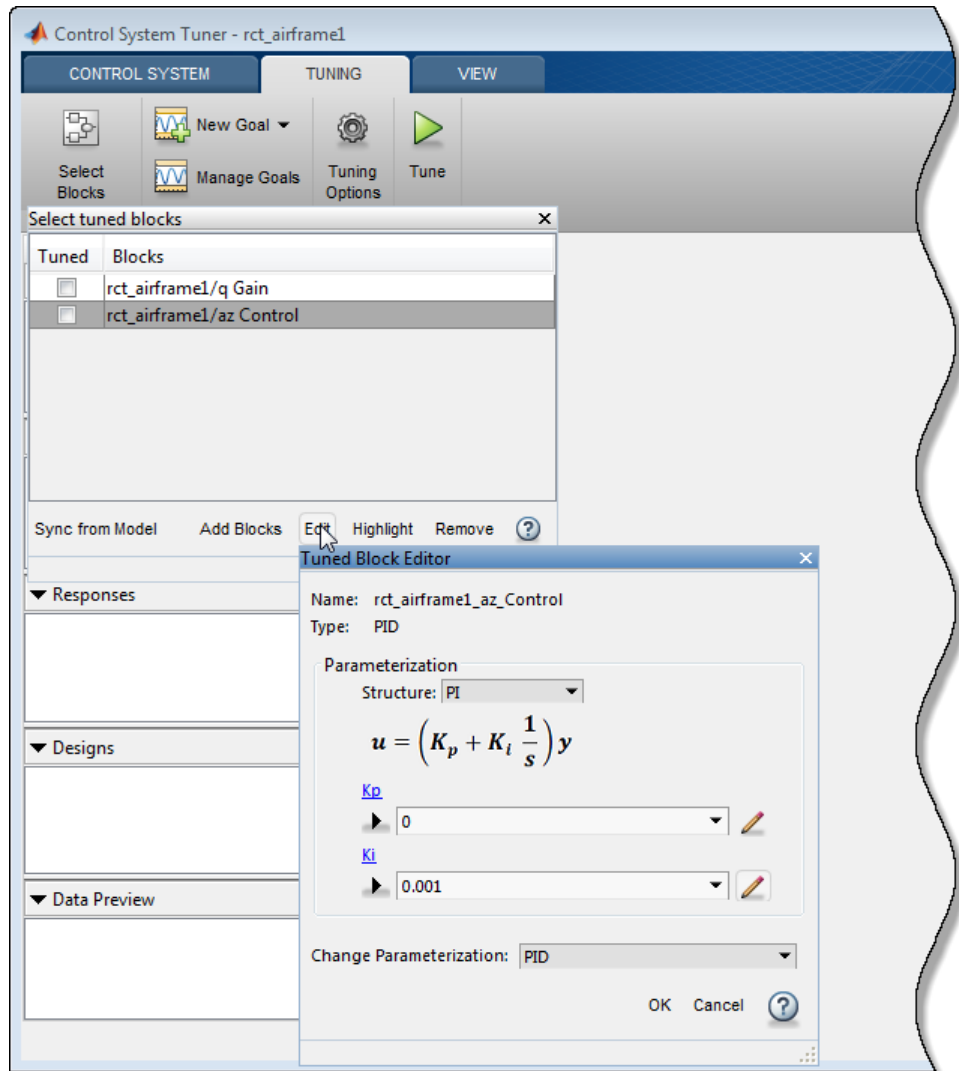 Control System Tuner - rct_airframe1
CONTROL SYSTEM TUNING VIEW
New Goal
Manage Goals
Select
Blocks
Tuning
Options
Tune
Select tuned blocks
Tuned Blocks
rct_airframe1/q Gain
rct_airframe1/az Control
Sync from Model Add Blocks Edit Highlight Remove ?
Responses
Designs
Data Preview
Tuned Block Editor
Name: rct_airframe1_az_Control
Type: PID
Parameterization
Structure: PI
u = (K_p + K_i 1/s) y
Kp
0
Ki
0.001
Change Parameterization: PID
OK Cancel ?